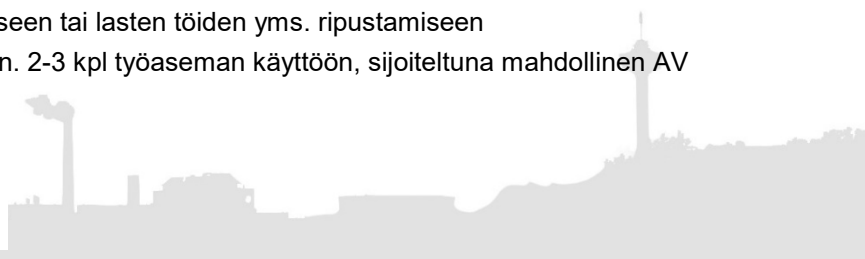 seen tai lasten töiden yms. ripustamiseen
n. 2-3 kpl työaseman käyttöön, sijoiteltuna mahdollinen AV